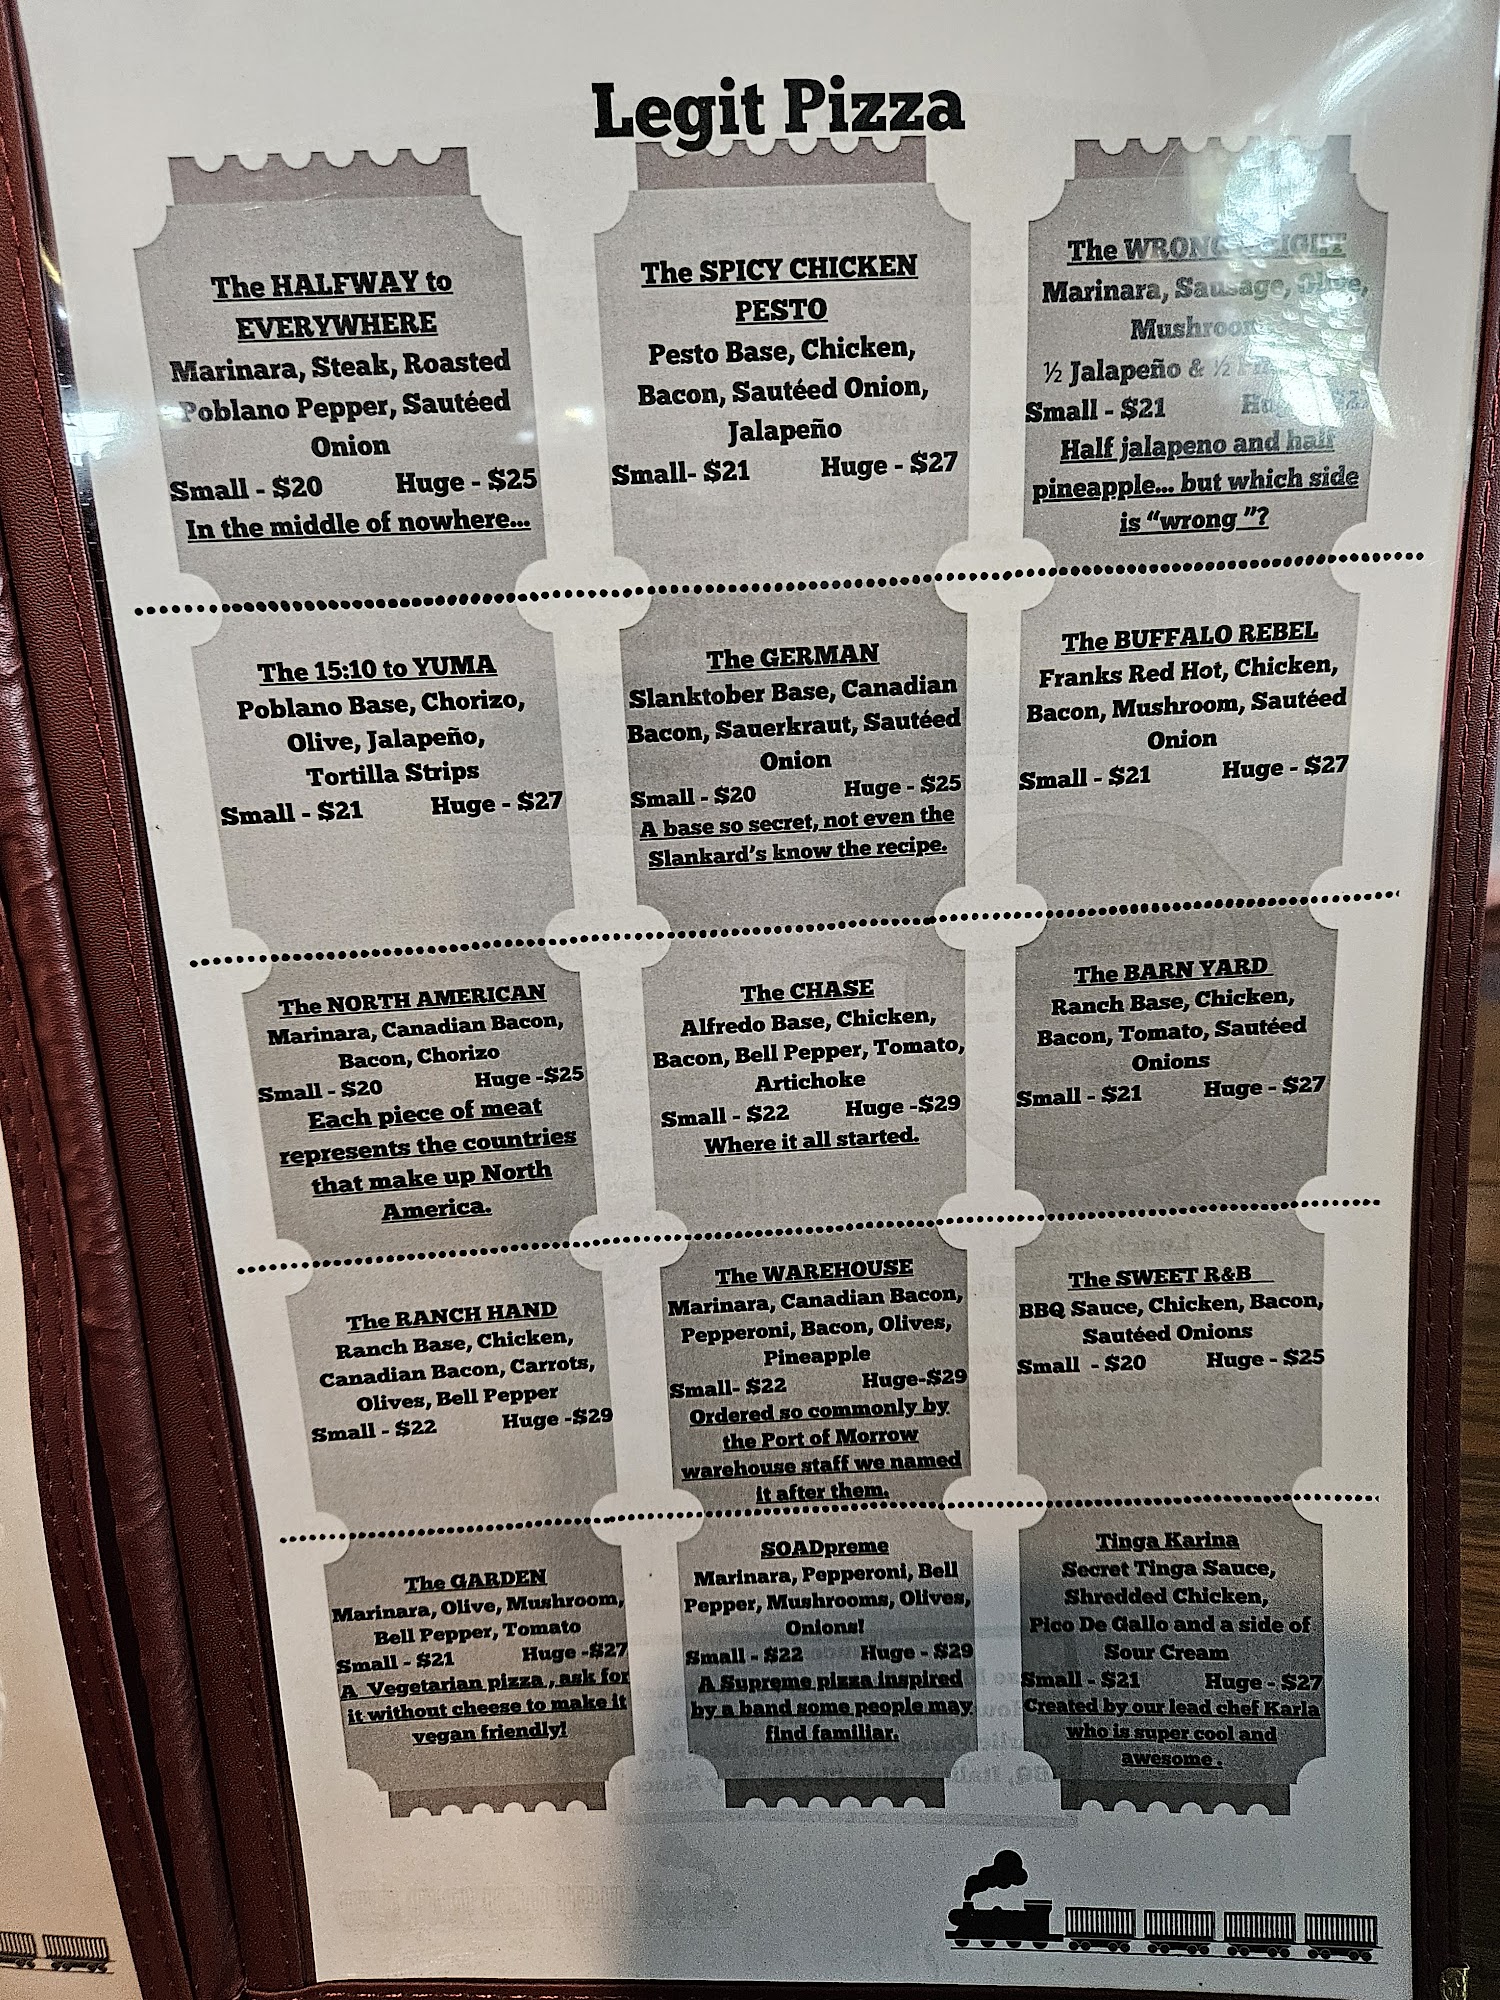 Legit Pizza
The HALFWAY to
EVERYWHERE
Marinara, Steak, Roasted
Poblano Pepper, Sautéed
Onion
Small - $20 Huge - $25
In the middle of nowhere...
The SPICY CHICKEN
PESTO
Pesto Base, Chicken,
Bacon, Sautéed Onion,
Jalapeño
Small- $21 Huge - $27
The WRONG
Marinara, Sausage, Olive,
Mushroom
½ Jalapeño & ½
Small - $21
Half jalapeno and half
pineapple... but which side
is “wrong ”?
The 15:10 to YUMA
Poblano Base, Chorizo,
Olive, Jalapeño,
Tortilla Strips
Small - $21 Huge - $27
The GERMAN
Slanktober Base, Canadian
Bacon, Sauerkraut, Sautéed
Onion
Small - $20 Huge - $25
A base so secret, not even the
Slankard’s know the recipe.
The BUFFALO REBEL
Franks Red Hot, Chicken,
Bacon, Mushroom, Sautéed
Onion
Small - $21 Huge - $27
The NORTH AMERICAN
Marinara, Canadian Bacon,
Bacon, Chorizo
Small - $20 Huge -$25
Each piece of meat
represents the countries
that make up North
America.
The CHASE
Alfredo Base, Chicken,
Bacon, Bell Pepper, Tomato,
Artichoke
Small - $22 Huge -$29
Where it all started.
The BARN YARD
Ranch Base, Chicken,
Bacon, Tomato, Sautéed
Onions
Small - $21 Huge - $27
The RANCH HAND
Ranch Base, Chicken,
Canadian Bacon, Carrots,
Olives, Bell Pepper
Small - $22 Huge -$29
The WAREHOUSE
Marinara, Canadian Bacon,
Pepperoni, Bacon, Olives,
Pineapple
Small- $22 Huge-$29
Ordered so commonly by
the Port of Morrow
warehouse staff we named
it after them.
The SWEET R&B
BBQ Sauce, Chicken, Bacon,
Sautéed Onions
Small - $20 Huge - $25
The GARDEN
Marinara, Olive, Mushroom,
Bell Pepper, Tomato
Small - $21 Huge -$27
A Vegetarian pizza , ask for
it without cheese to make it
vegan friendly!
SOADpreme
Marinara, Pepperoni, Bell
Pepper, Mushrooms, Olives,
Onions!
Small - $22 Huge - $29
A Supreme pizza inspired
by a band some people may
find familiar.
Tinga Karina
Secret Tinga Sauce,
Shredded Chicken,
Pico De Gallo and a side of
Sour Cream
Small - $21 Huge - $27
Created by our lead chef Karla
who is super cool and
awesome .